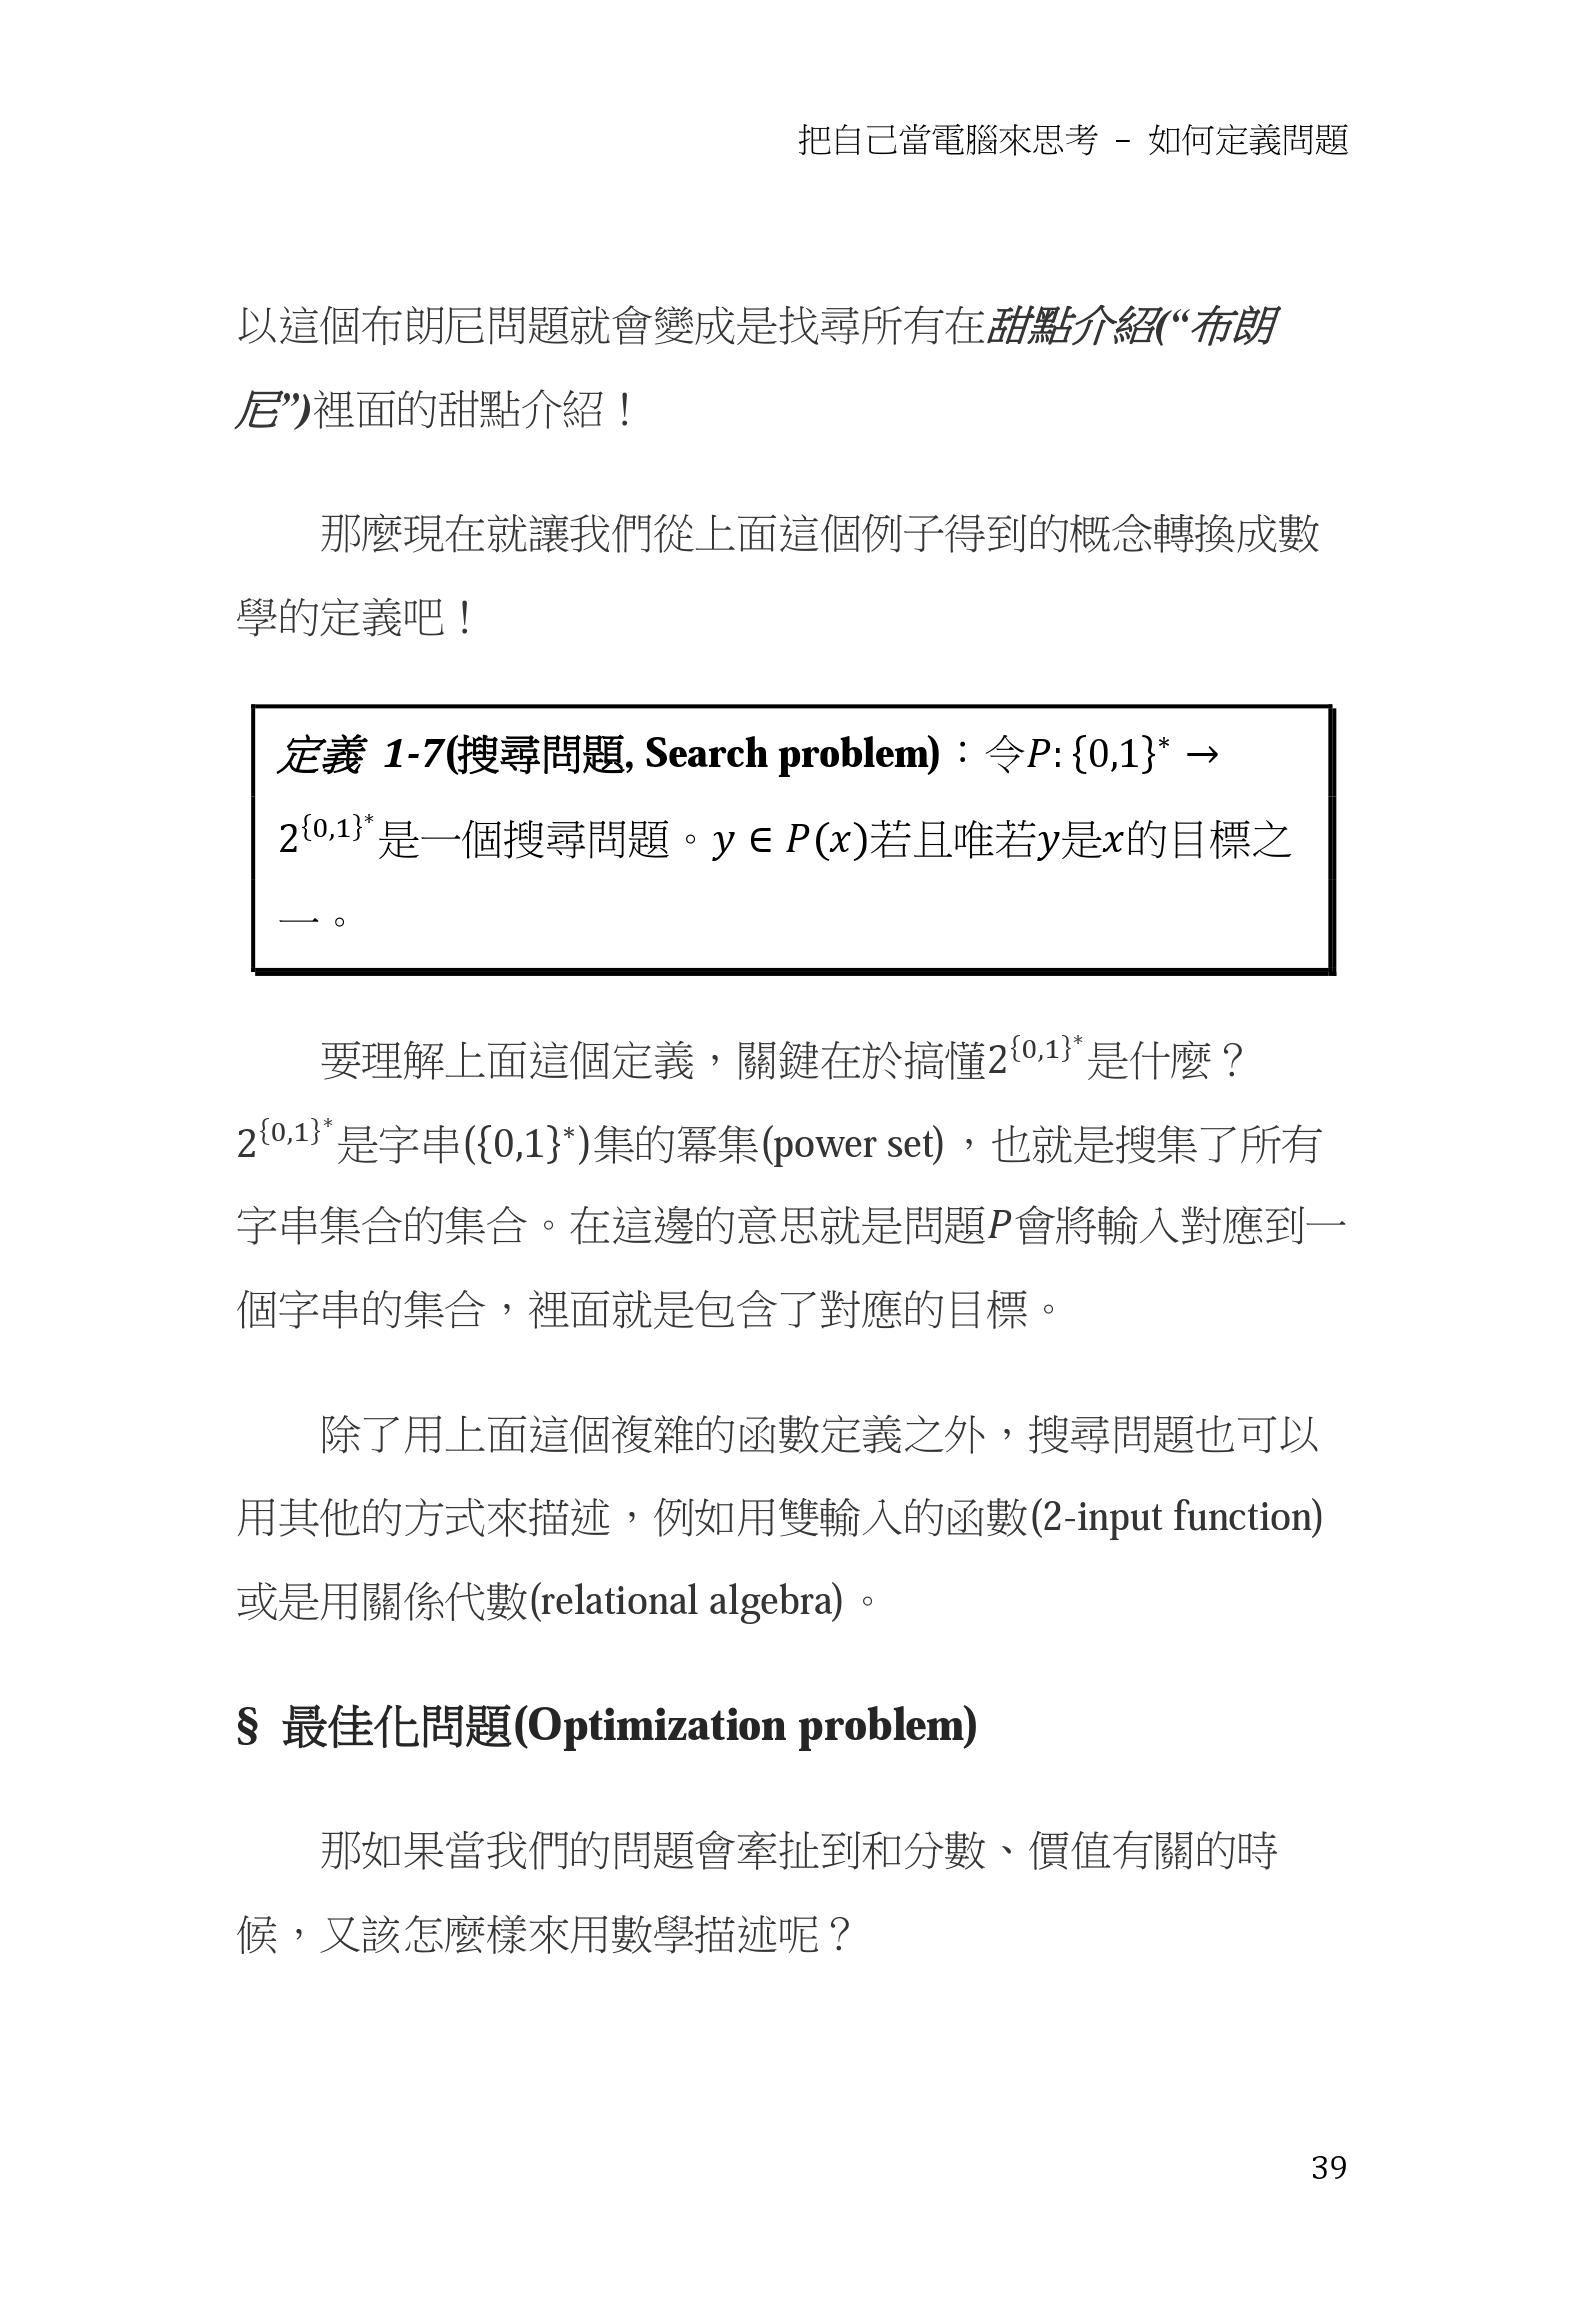 把自己當電腦來思考 – 如何定義問題
以這個布朗尼問題就會變成是找尋所有在甜點介紹(“布朗
尼”)裡面的甜點介紹！
那麼現在就讓我們從上面這個例子得到的概念轉換成數
學的定義吧！
定義 1-7(搜尋問題, Search problem)：令P: {0,1}* →
2^{{0,1}*}是一個搜尋問題。y ∈ P(x)若且唯若y是x的目標之
一。
要理解上面這個定義，關鍵在於搞懂2^{{0,1}*}是什麼？
2^{{0,1}*}是字串({0,1}*)集的冪集(power set)，也就是搜集了所有
字串集合的集合。在這邊的意思就是問題P會將輸入對應到一
個字串的集合，裡面就是包含了對應的目標。
除了用上面這個複雜的函數定義之外，搜尋問題也可以
用其他的方式來描述，例如用雙輸入的函數(2-input function)
或是用關係代數(relational algebra)。
§ 最佳化問題(Optimization problem)
那如果當我們的問題會牽扯到和分數、價值有關的時
候，又該怎麼樣來用數學描述呢？
39